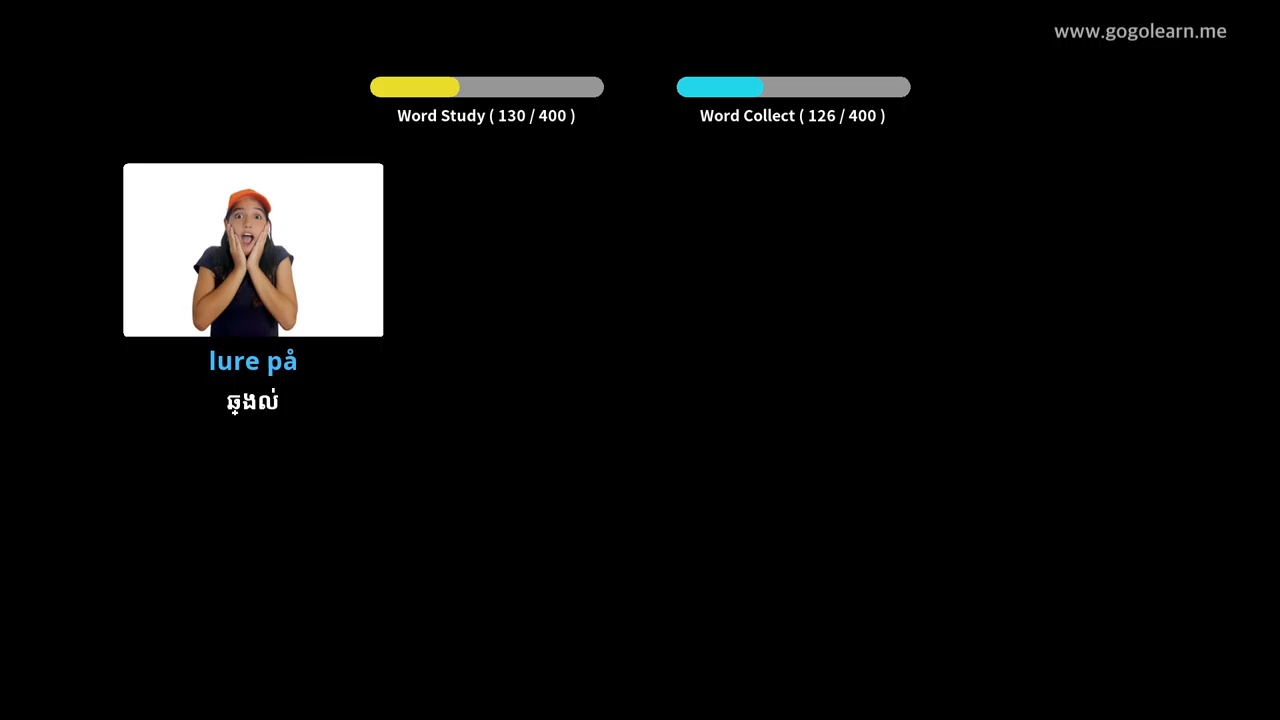 www.gogolearn.me
Word Study ( 130 / 400 )
Word Collect ( 126 / 400 )
lure på
ឆ្ងល់